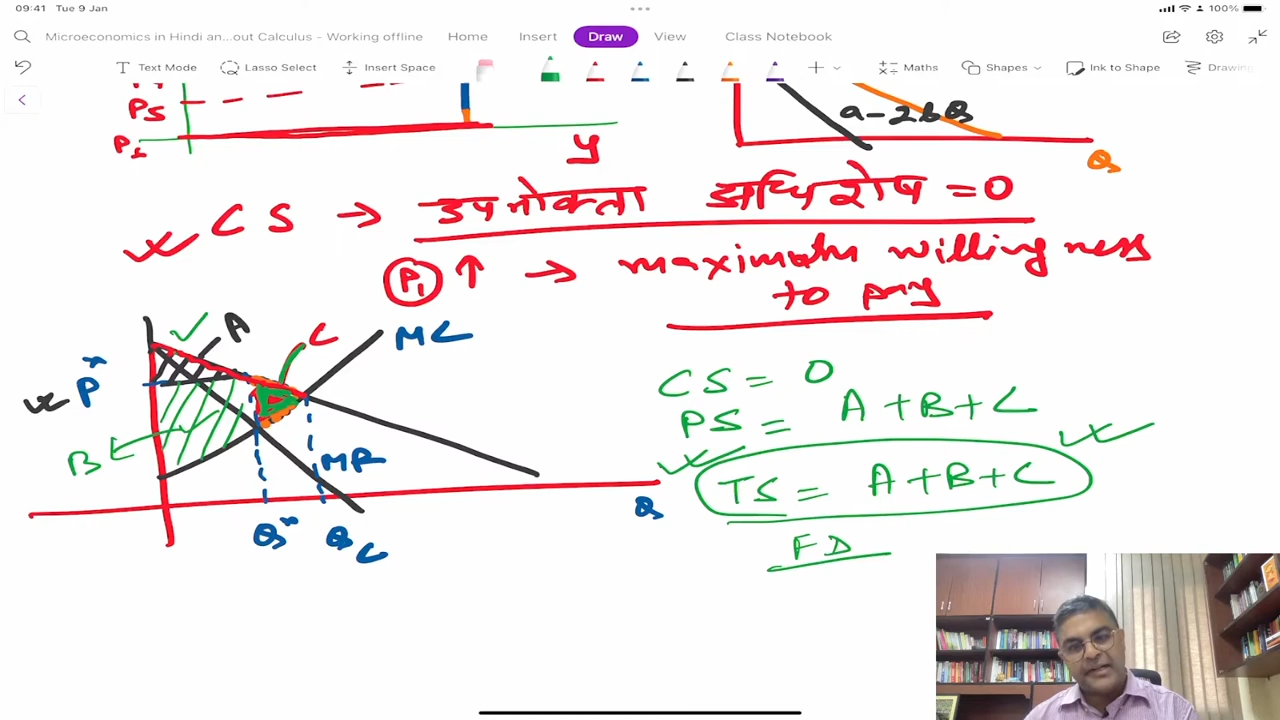 09:41 Tue 9 Jan
100%
Microeconomics in Hindi an...out Calculus - Working offline
Home
Insert
Draw
View
Class Notebook
Text Mode
Lasso Select
Insert Space
Maths
Shapes
Ink to Shape
Drawing
PS
P1
y
a-2bQ
Q
CS → उपभोक्ता अधिशेष = 0
P1 ↑ → maximum willingness
to pay
A
C
MC
P*
B
MR
Q
Q*
QC
CS = 0
PS = A+B+C
TS = A+B+C
FD